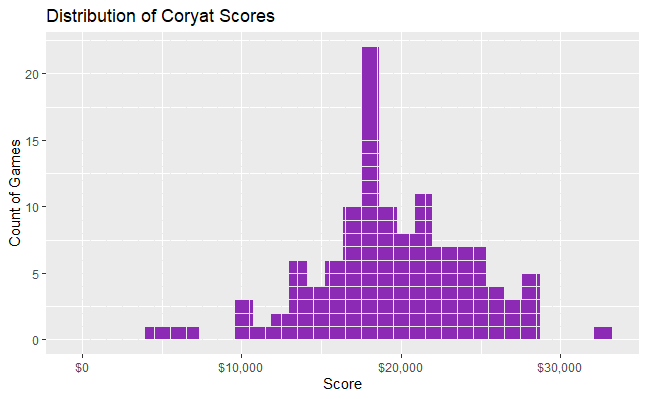 Distribution of Coryat Scores
Count of Games
20
15
10
5
0
$0 $10,000 $20,000 $30,000
Score